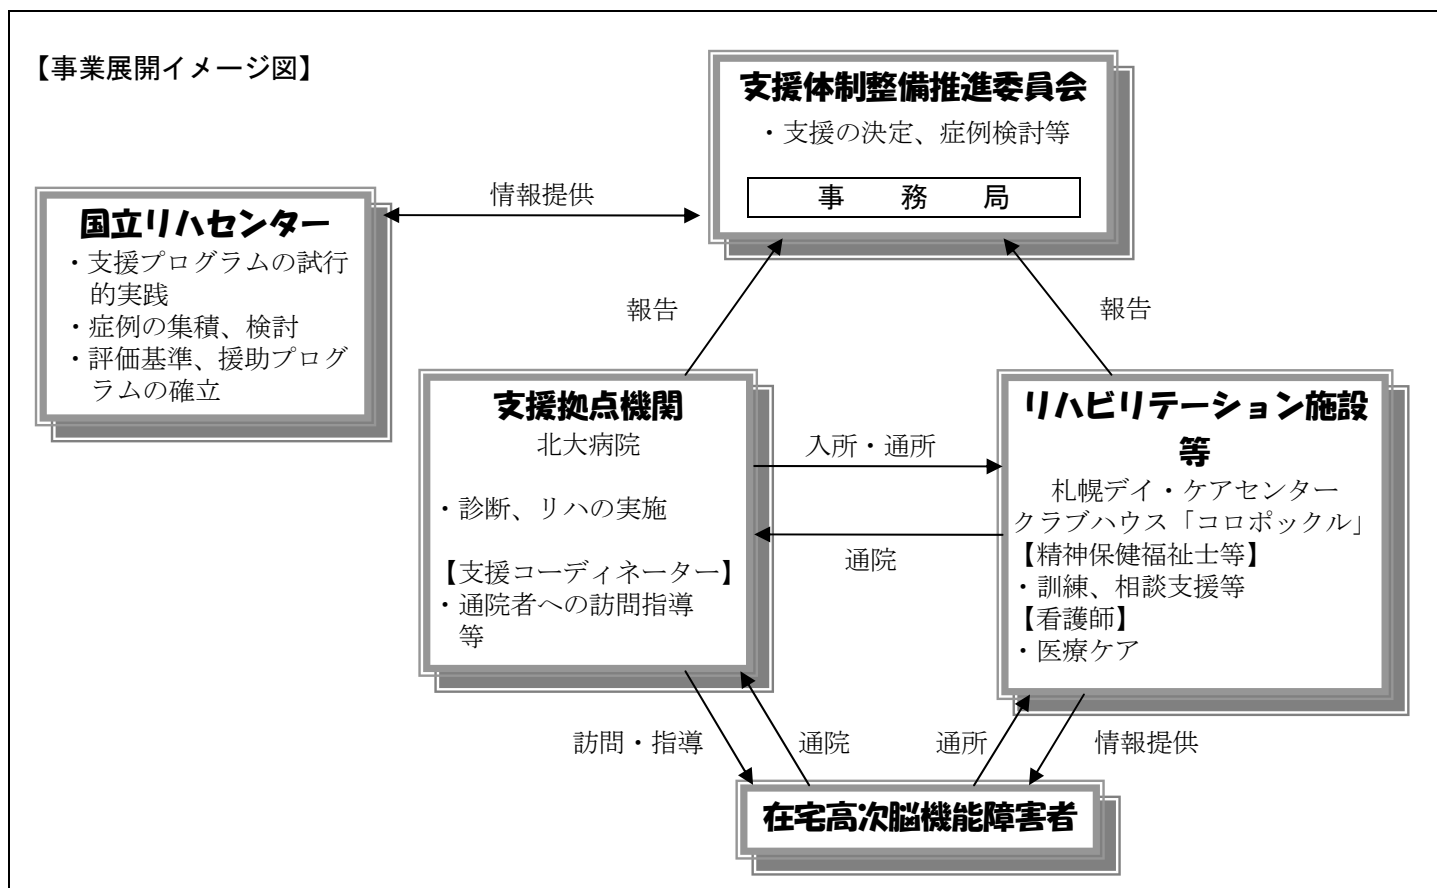 【事業展開イメージ図】
支援体制整備推進委員会
・支援の決定、症例検討等
事　務　局
情報提供
国立リハセンター
・支援プログラムの試行
的実践
・症例の集積、検討
・評価基準、援助プログ
ラムの確立
報告
報告
支援拠点機関
北大病院
・診断、リハの実施
【支援コーディネーター】
・通院者への訪問指導
等
入所・通所
通院
リハビリテーション施設
等
札幌デイ・ケアセンター
クラブハウス「コロポックル」
【精神保健福祉士等】
・訓練、相談支援等
【看護師】
・医療ケア
訪問・指導
通院
通所
情報提供
在宅高次脳機能障害者